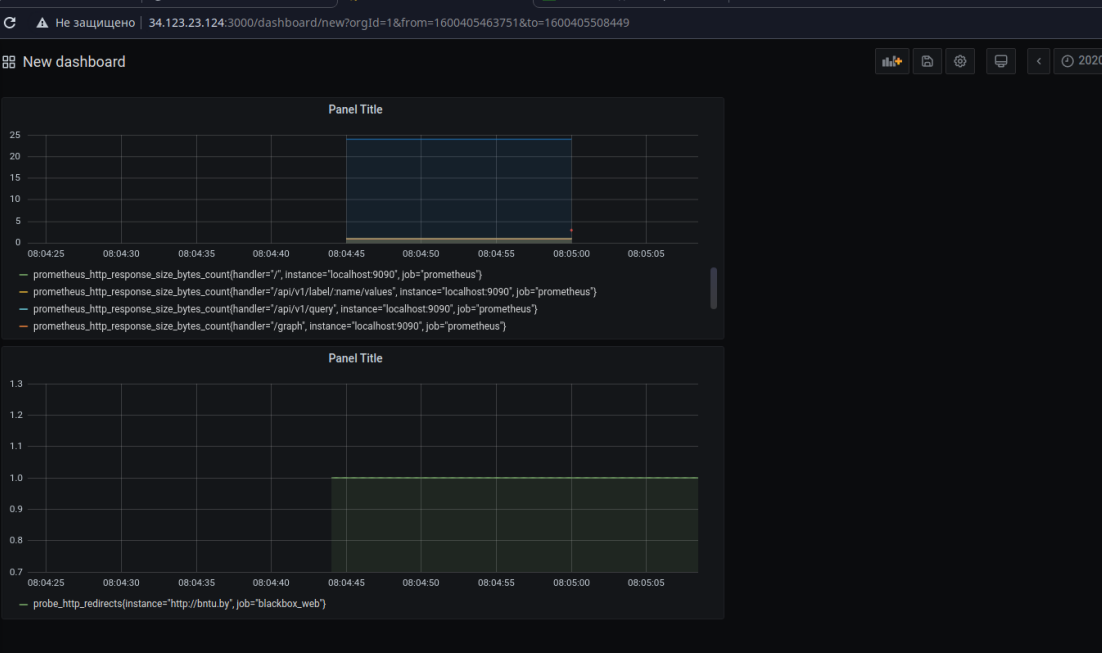 Не защищено 34.123.23.124:3000/dashboard/new?orgId=1&from=1600405463751&to=1600405508449
New dashboard
2020
Panel Title
25
20
15
10
5
0
08:04:25 08:04:30 08:04:35 08:04:40 08:04:45 08:04:50 08:04:55 08:05:00 08:05:05
prometheus_http_response_size_bytes_count{handler="/", instance="localhost:9090", job="prometheus"}
prometheus_http_response_size_bytes_count{handler="/api/v1/label/:name/values", instance="localhost:9090", job="prometheus"}
prometheus_http_response_size_bytes_count{handler="/api/v1/query", instance="localhost:9090", job="prometheus"}
prometheus_http_response_size_bytes_count{handler="/graph", instance="localhost:9090", job="prometheus"}
Panel Title
1.3
1.2
1.1
1.0
0.9
0.8
0.7
08:04:25 08:04:30 08:04:35 08:04:40 08:04:45 08:04:50 08:04:55 08:05:00 08:05:05
probe_http_redirects{instance="http://bntu.by", job="blackbox_web"}